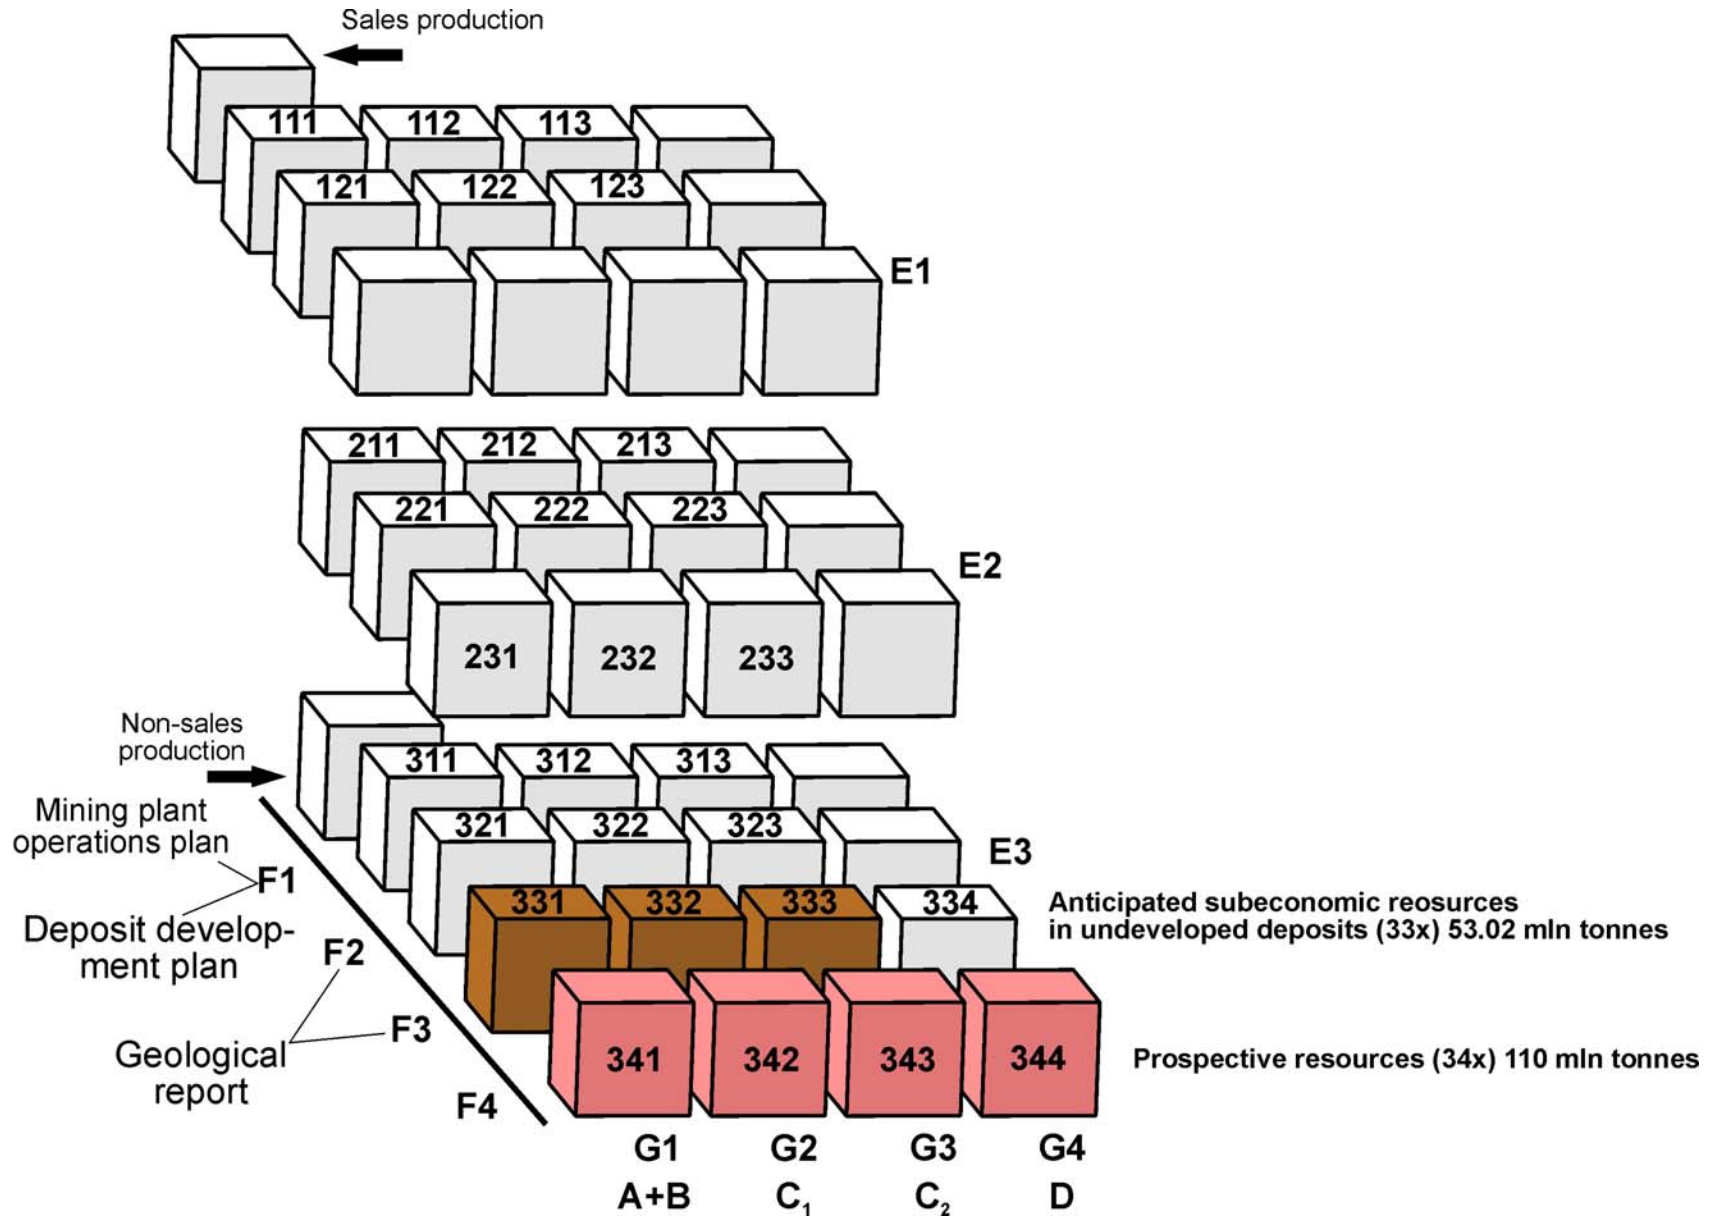 Sales production
111 112 113
121 122 123
E1
211 212 213
221 222 223
E2
231 232 233
Non-sales
production
311 312 313
Mining plant
operations plan
321 322 323
E3
F1
331 332 333 334
Anticipated subeconomic reosurces
in undeveloped deposits (33x) 53.02 mln tonnes
Deposit develop-
ment plan
F2
F3
Geological
report
341 342 343 344
Prospective resources (34x) 110 mln tonnes
F4
G1 G2 G3 G4
A+B C₁ C₂ D